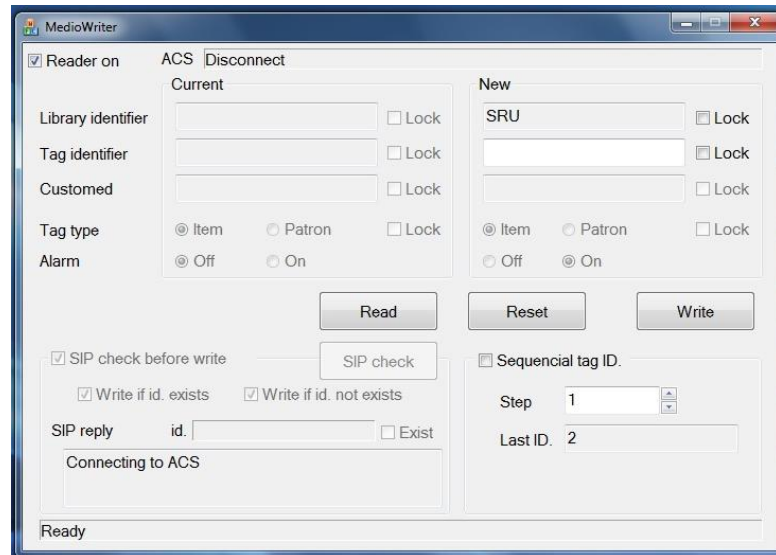 MedioWriter
Reader on ACS Disconnect
Current New
Library identifier Lock SRU Lock
Tag identifier Lock Lock
Customed Lock Lock
Tag type Item Patron Lock Item Patron Lock
Alarm Off On Off On
Read Reset Write
SIP check before write SIP check Sequencial tag ID.
Write if id. exists Write if id. not exists Step 1
SIP reply id. Exist Last ID. 2
Connecting to ACS
Ready